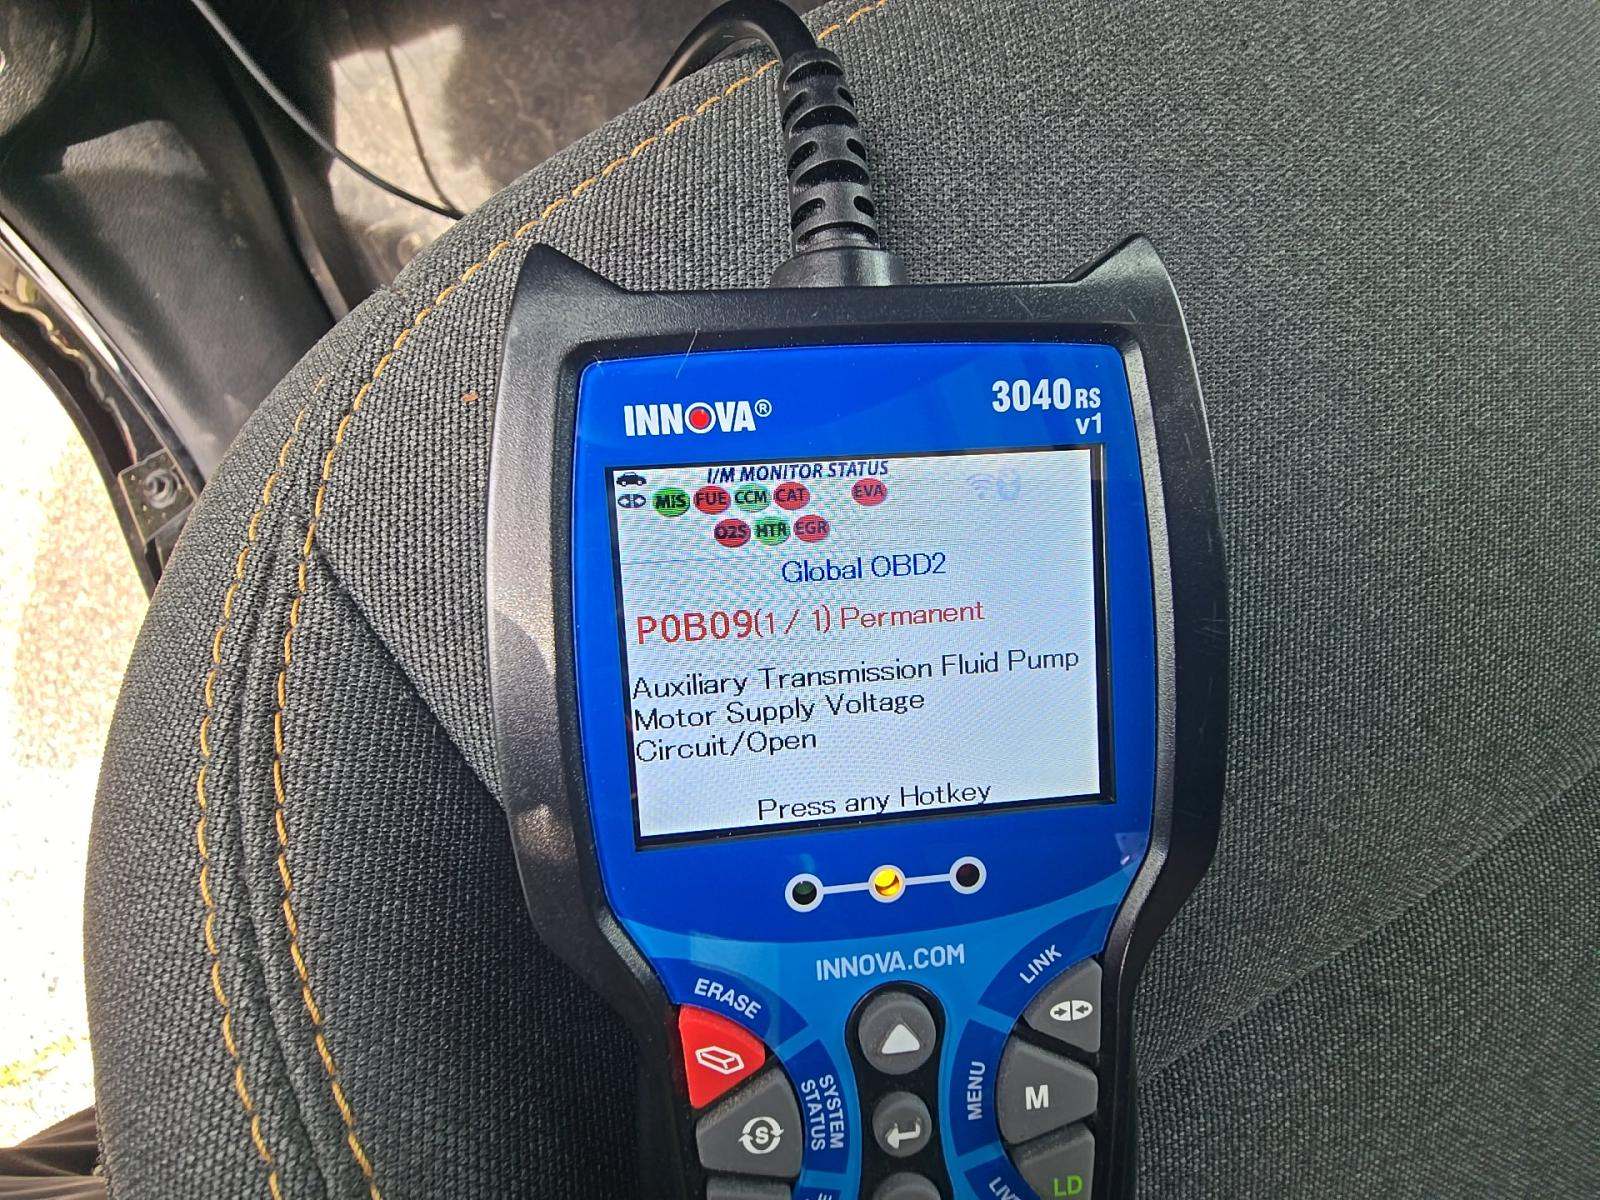 INNOVA®
3040RS
v1
I/M MONITOR STATUS
MIS FUE CCM CAT EVA
O2S HTR EGR
Global OBD2
P0B09(1 / 1) Permanent
Auxiliary Transmission Fluid Pump
Motor Supply Voltage
Circuit/Open
Press any Hotkey
INNOVA.COM
ERASE
LINK
S
SYSTEM
STATUS
MENU
M
LD